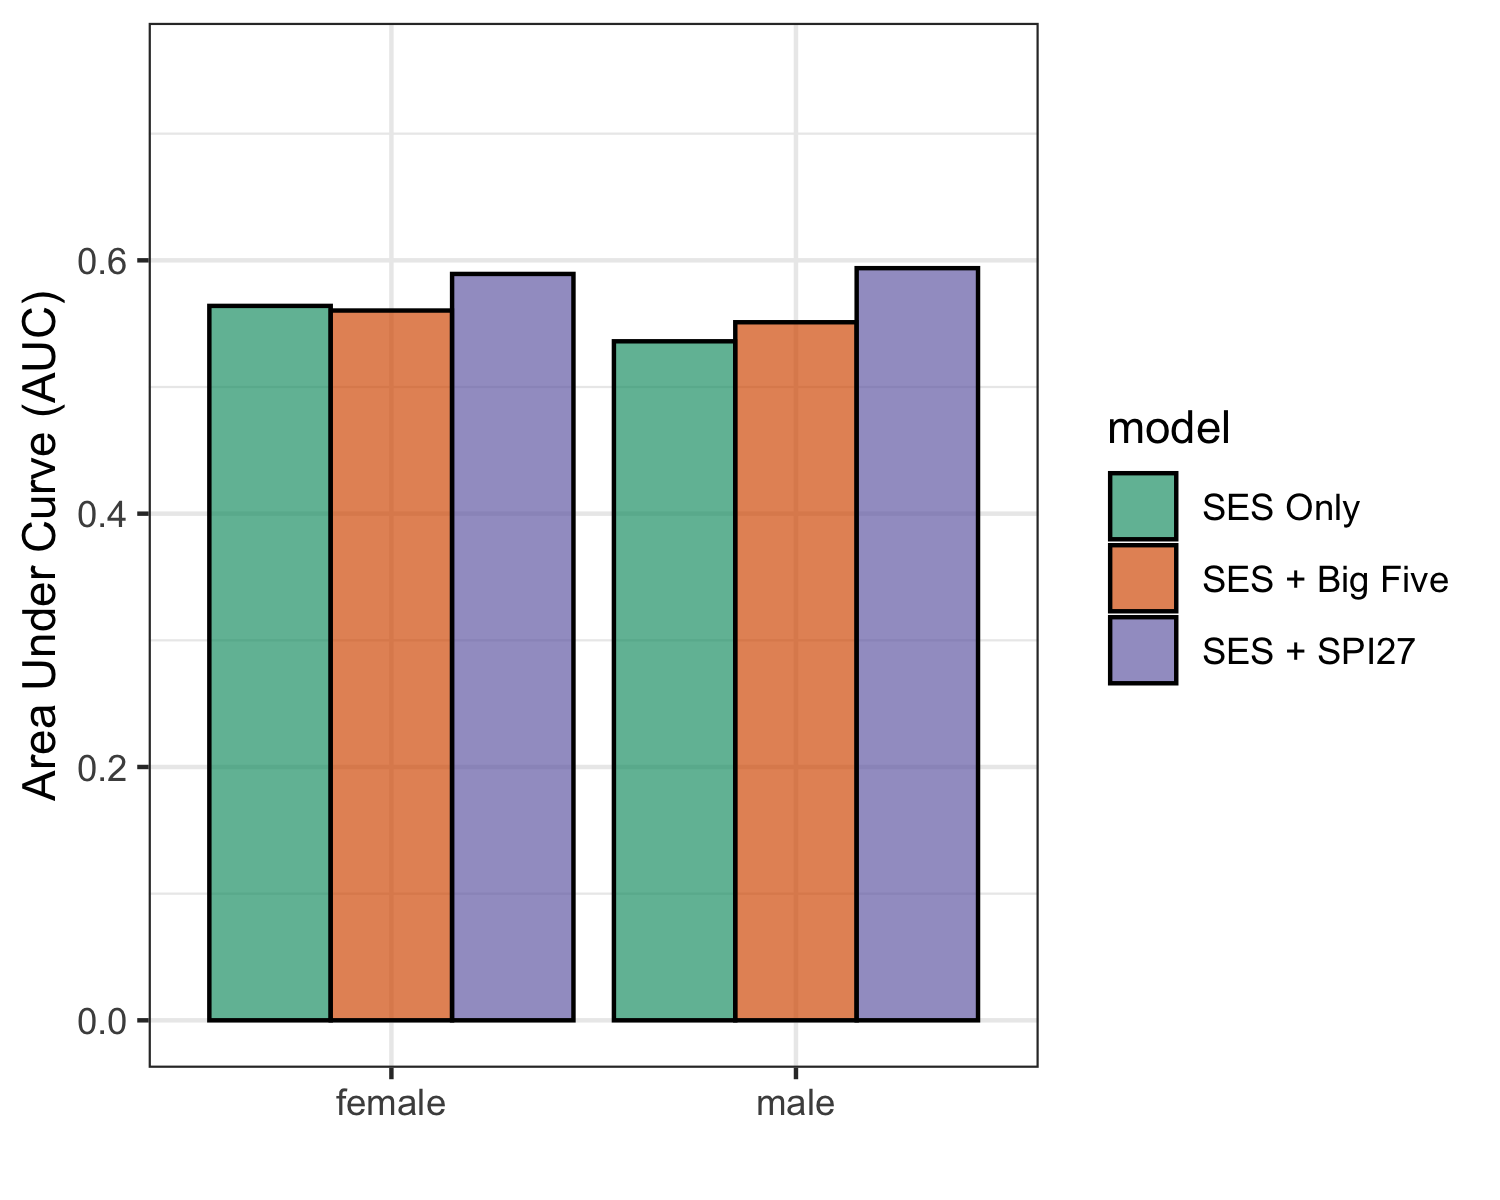 Area Under Curve (AUC)
0.6
0.4
0.2
0.0
female
male
model
SES Only
SES + Big Five
SES + SPI27